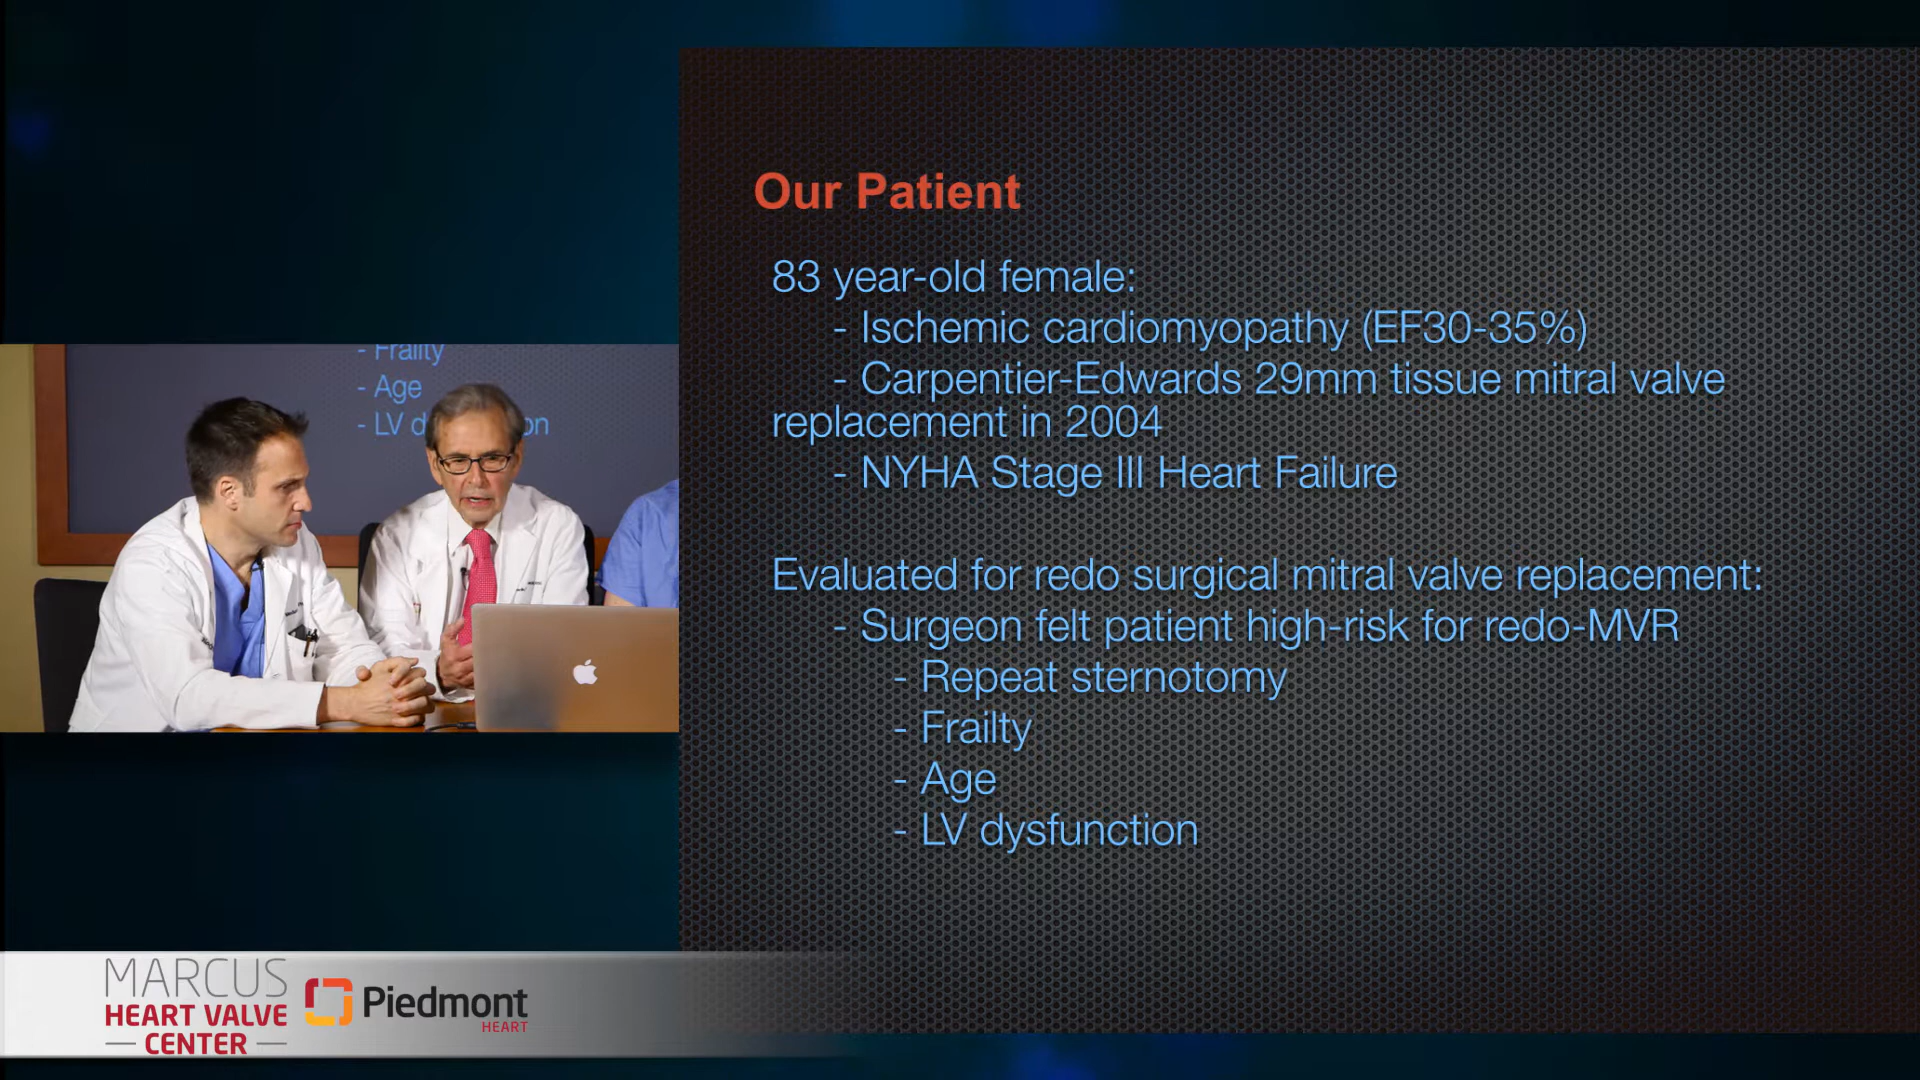 Our Patient
83 year-old female:
- Ischemic cardiomyopathy (EF30-35%)
- Carpentier-Edwards 29mm tissue mitral valve
replacement in 2004
- NYHA Stage III Heart Failure
Evaluated for redo surgical mitral valve replacement:
- Surgeon felt patient high-risk for redo-MVR
- Repeat sternotomy
- Frailty
- Age
- LV dysfunction
- Frailty
- Age
- LV d
on
MARCUS
HEART VALVE
CENTER
Piedmont
HEART